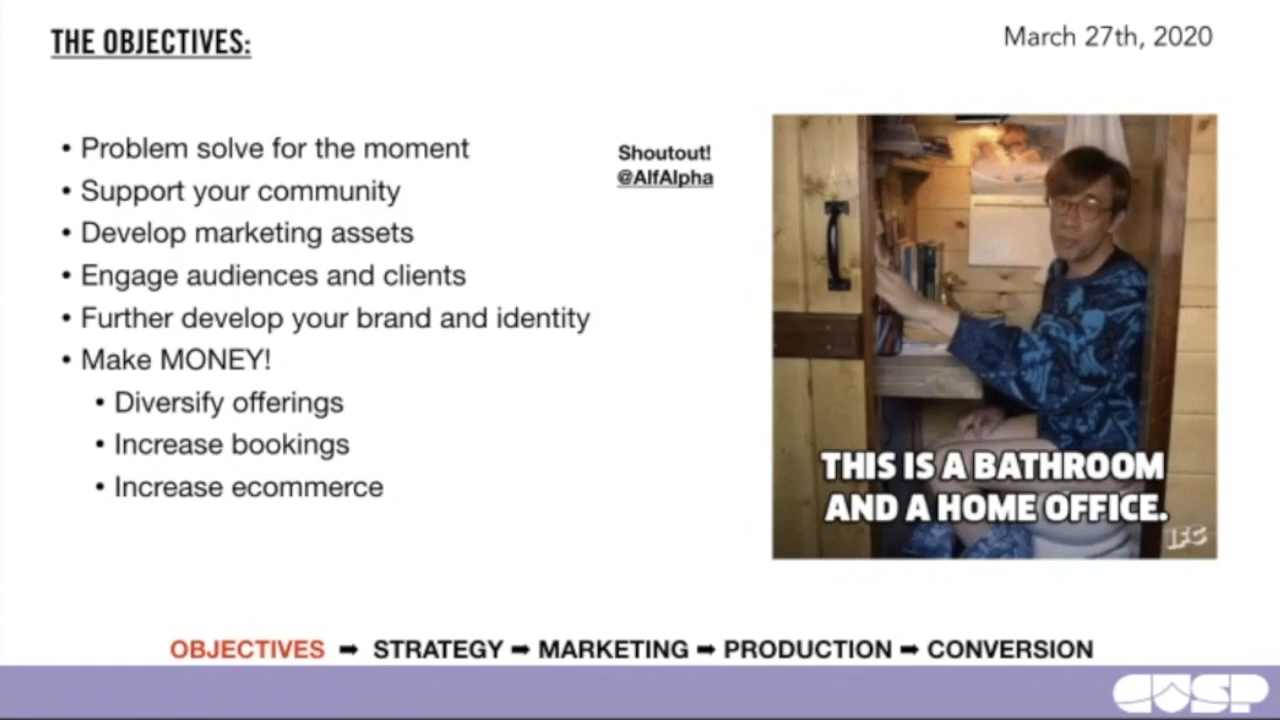 THE OBJECTIVES:
March 27th, 2020
• Problem solve for the moment
• Support your community
• Develop marketing assets
• Engage audiences and clients
• Further develop your brand and identity
• Make MONEY!
• Diversify offerings
• Increase bookings
• Increase ecommerce
Shoutout!
@AlfAlpha
THIS IS A BATHROOM
AND A HOME OFFICE.
IFC
OBJECTIVES ➡ STRATEGY ➡ MARKETING ➡ PRODUCTION ➡ CONVERSION
CUSP